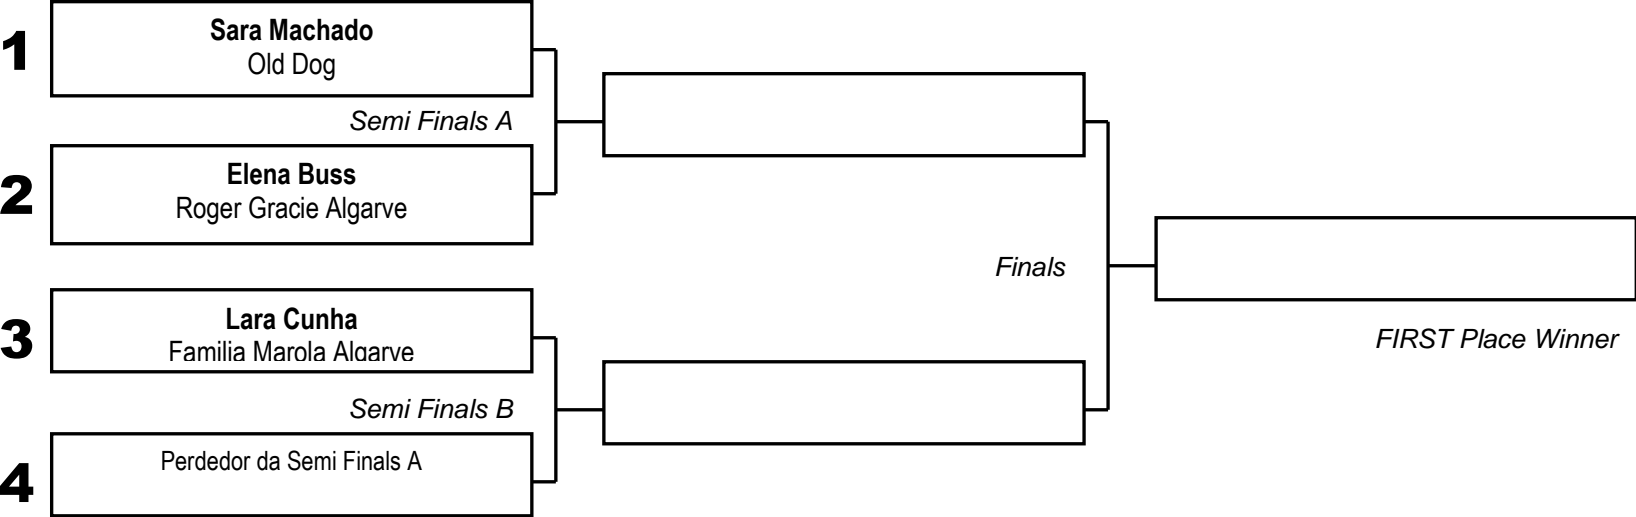 1
Sara Machado
Old Dog
Semi Finals A
2
Elena Buss
Roger Gracie Algarve
Finals
3
Lara Cunha
Familia Marola Algarve
FIRST Place Winner
Semi Finals B
4
Perdedor da Semi Finals A